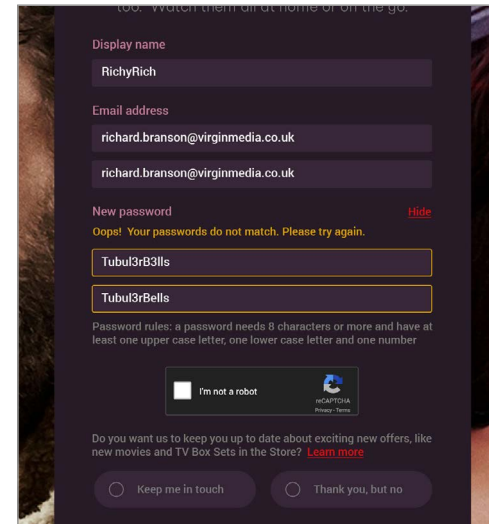 too. Watch them all at home or on the go.
Display name
RichyRich
Email address
richard.branson@virginmedia.co.uk
richard.branson@virginmedia.co.uk
New password Hide
Oops! Your passwords do not match. Please try again.
Tubul3rB3lls
Tubul3rBells
Password rules: a password needs 8 characters or more and have at
least one upper case letter, one lower case letter and one number
I'm not a robot
reCAPTCHA
Privacy - Terms
Do you want us to keep you up to date about exciting new offers, like
new movies and TV Box Sets in the Store? Learn more
Keep me in touch Thank you, but no